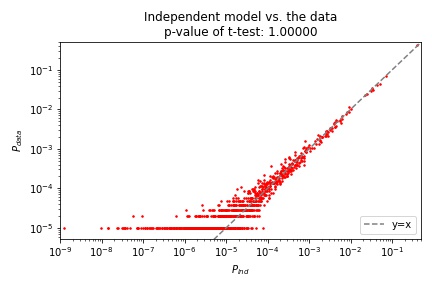 Independent model vs. the data
p-value of t-test: 1.00000
P_data
10⁻¹
10⁻²
10⁻³
10⁻⁴
10⁻⁵
y=x
10⁻⁹ 10⁻⁸ 10⁻⁷ 10⁻⁶ 10⁻⁵ 10⁻⁴ 10⁻³ 10⁻² 10⁻¹
P_ind